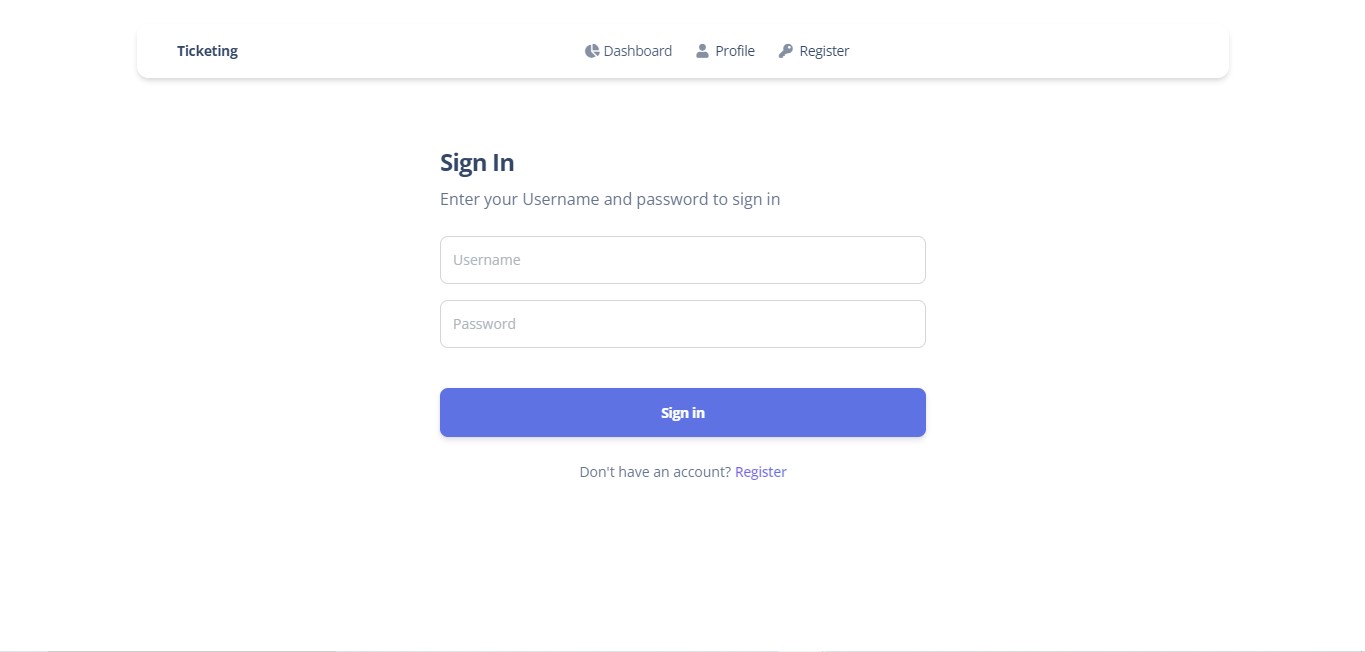 Ticketing Dashboard Profile Register
Sign In
Enter your Username and password to sign in
Username
Password
Sign in
Don't have an account? Register